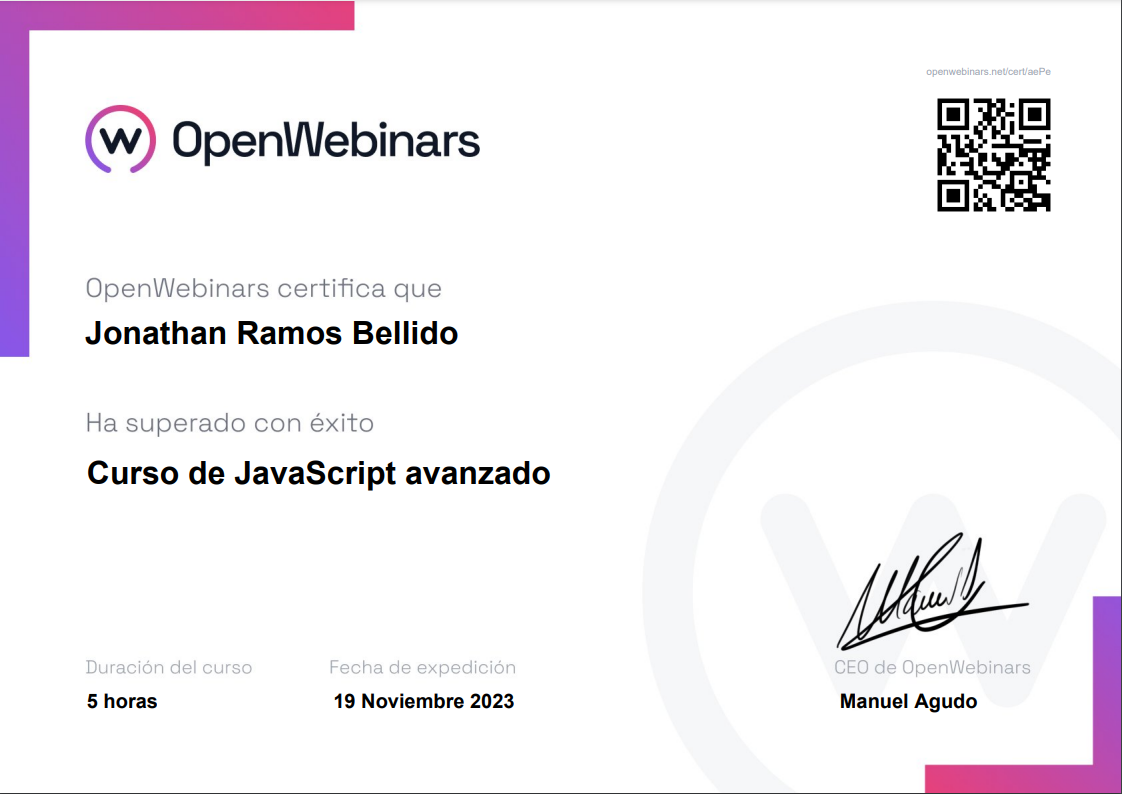 openwebinars.net/cert/aePe
OpenWebinars
OpenWebinars certifica que
Jonathan Ramos Bellido
Ha superado con éxito
Curso de JavaScript avanzado
Duración del curso
5 horas
Fecha de expedición
19 Noviembre 2023
CEO de OpenWebinars
Manuel Agudo